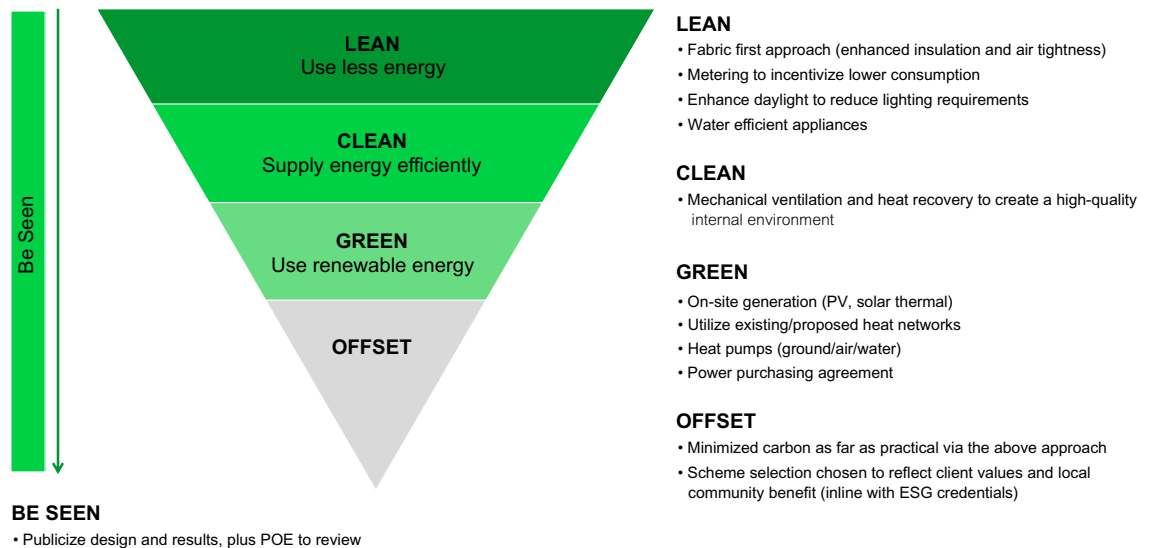 Be Seen
LEAN
Use less energy
CLEAN
Supply energy efficiently
GREEN
Use renewable energy
OFFSET
LEAN
• Fabric first approach (enhanced insulation and air tightness)
• Metering to incentivize lower consumption
• Enhance daylight to reduce lighting requirements
• Water efficient appliances
CLEAN
• Mechanical ventilation and heat recovery to create a high-quality
internal environment
GREEN
• On-site generation (PV, solar thermal)
• Utilize existing/proposed heat networks
• Heat pumps (ground/air/water)
• Power purchasing agreement
OFFSET
• Minimized carbon as far as practical via the above approach
• Scheme selection chosen to reflect client values and local
community benefit (inline with ESG credentials)
BE SEEN
• Publicize design and results, plus POE to review